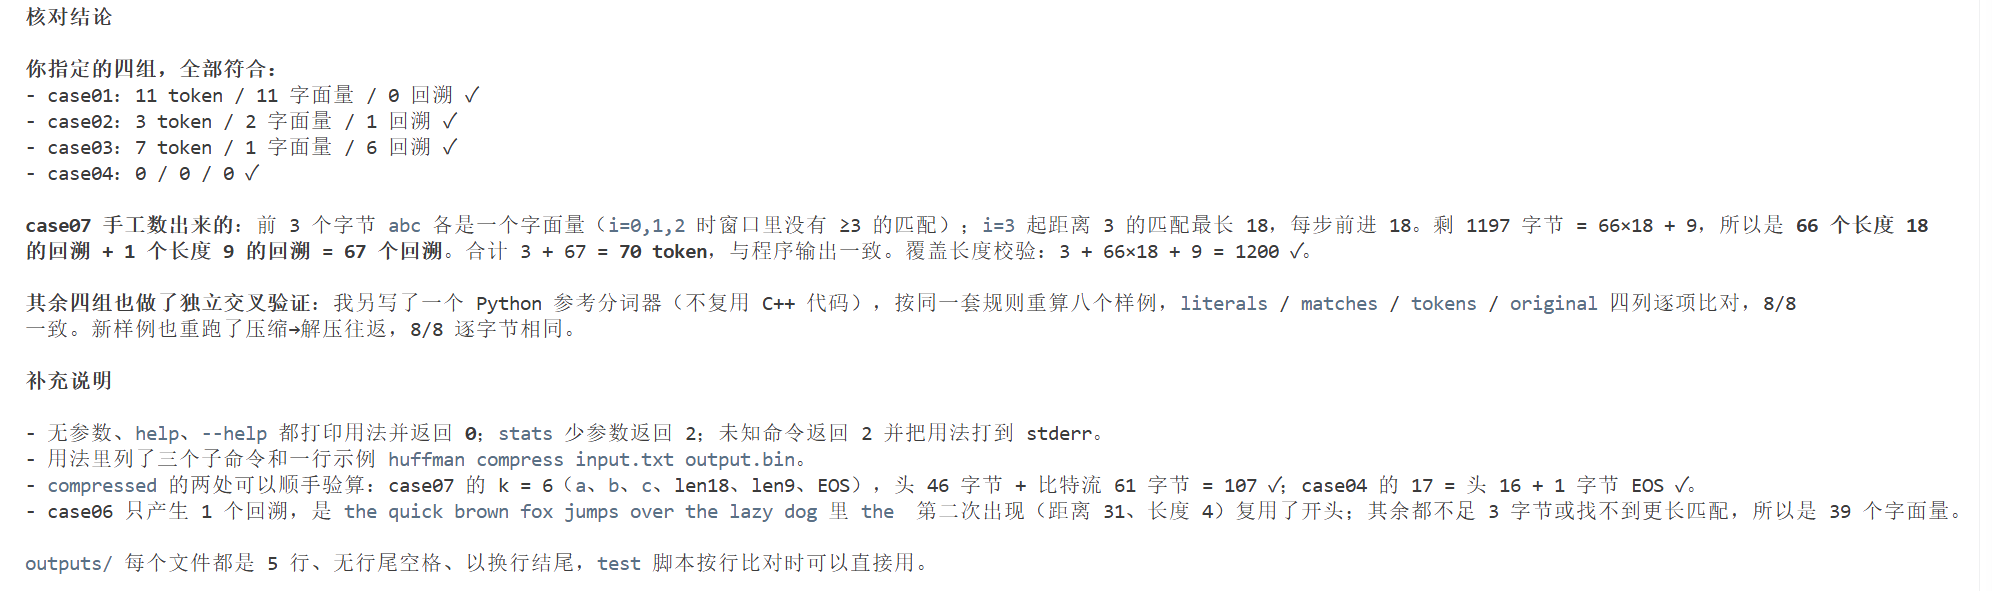 核对结论
你指定的四组，全部符合：
- case01：11 token / 11 字面量 / 0 回溯 ✓
- case02：3 token / 2 字面量 / 1 回溯 ✓
- case03：7 token / 1 字面量 / 6 回溯 ✓
- case04：0 / 0 / 0 ✓
case07 手工数出来的：前 3 个字节 abc 各是一个字面量（i=0,1,2 时窗口里没有 ≥3 的匹配）；i=3 起距离 3 的匹配最长 18，每步前进 18。剩 1197 字节 = 66×18 + 9，所以是 66 个长度 18
的回溯 + 1 个长度 9 的回溯 = 67 个回溯。合计 3 + 67 = 70 token，与程序输出一致。覆盖长度校验：3 + 66×18 + 9 = 1200 ✓。
其余四组也做了独立交叉验证：我另写了一个 Python 参考分词器（不复用 C++ 代码），按同一套规则重算八个样例，literals / matches / tokens / original 四列逐项比对，8/8
一致。新样例也重跑了压缩→解压往返，8/8 逐字节相同。
补充说明
- 无参数、help、--help 都打印用法并返回 0；stats 少参数返回 2；未知命令返回 2 并把用法打到 stderr。
- 用法里列了三个子命令和一行示例 huffman compress input.txt output.bin。
- compressed 的两处可以顺手验算：case07 的 k = 6（a、b、c、len18、len9、EOS），头 46 字节 + 比特流 61 字节 = 107 ✓；case04 的 17 = 头 16 + 1 字节 EOS ✓。
- case06 只产生 1 个回溯，是 the quick brown fox jumps over the lazy dog 里 the  第二次出现（距离 31、长度 4）复用了开头；其余都不足 3 字节或找不到更长匹配，所以是 39 个字面量。
outputs/ 每个文件都是 5 行、无行尾空格、以换行结尾，test 脚本按行比对时可以直接用。